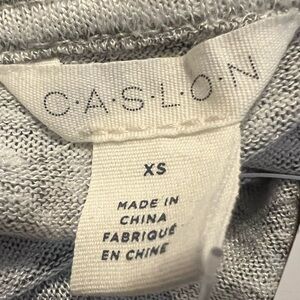 C·A·S·L·O·N
XS
MADE IN
CHINA
FABRIQUÉ
EN CHINE